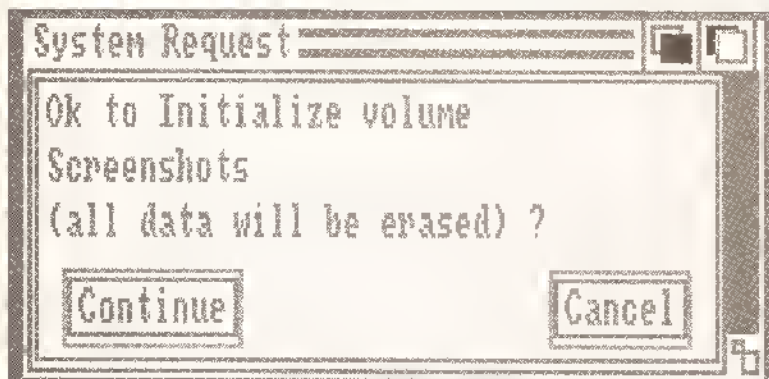 System Request
Ok to Initialize volume
Screenshots
(all data will be erased) ?
Continue
Cancel